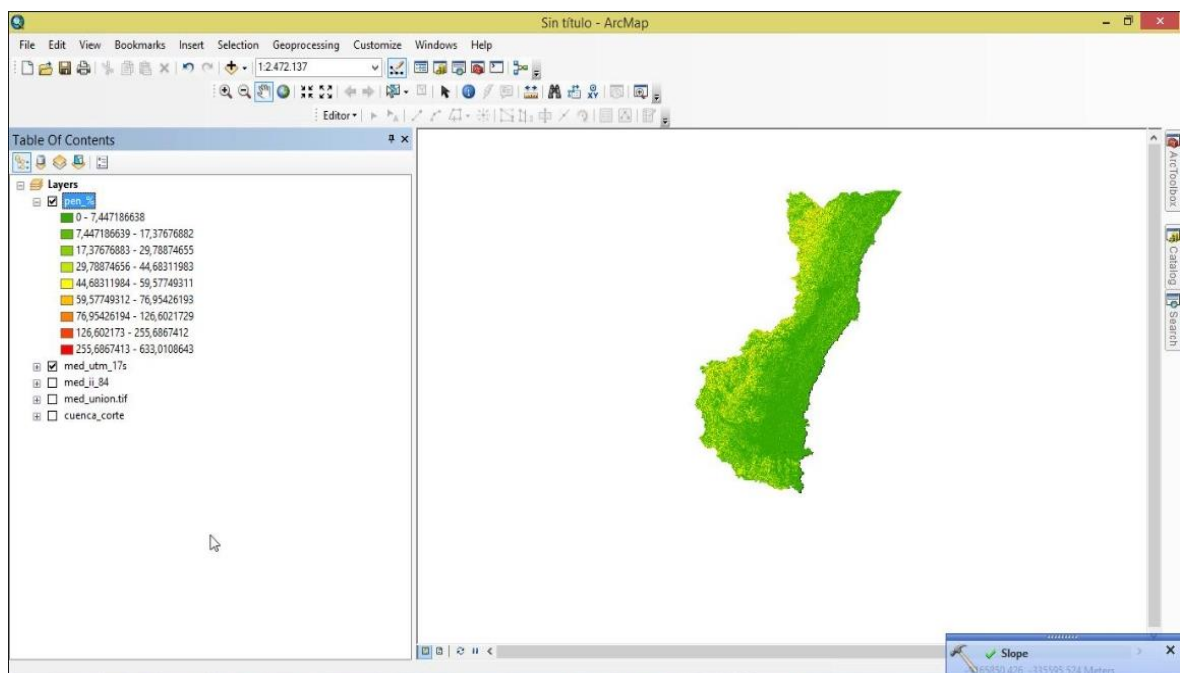 Sin título - ArcMap
File Edit View Bookmarks Insert Selection Geoprocessing Customize Windows Help
1:2.472.137
Editor
Table Of Contents
Layers
pen_%
0 - 7,447186638
7,447186639 - 17,37676882
17,37676883 - 29,78874655
29,78874656 - 44,68311983
44,68311984 - 59,57749311
59,57749312 - 76,95426193
76,95426194 - 126,6021729
126,602173 - 255,6867412
255,6867413 - 633,0108643
med_utm_17s
med_ii_84
med_union.tif
cuenca_corte
ArcToolbox
Catalog
Search
Slope
-335595,524 Meters